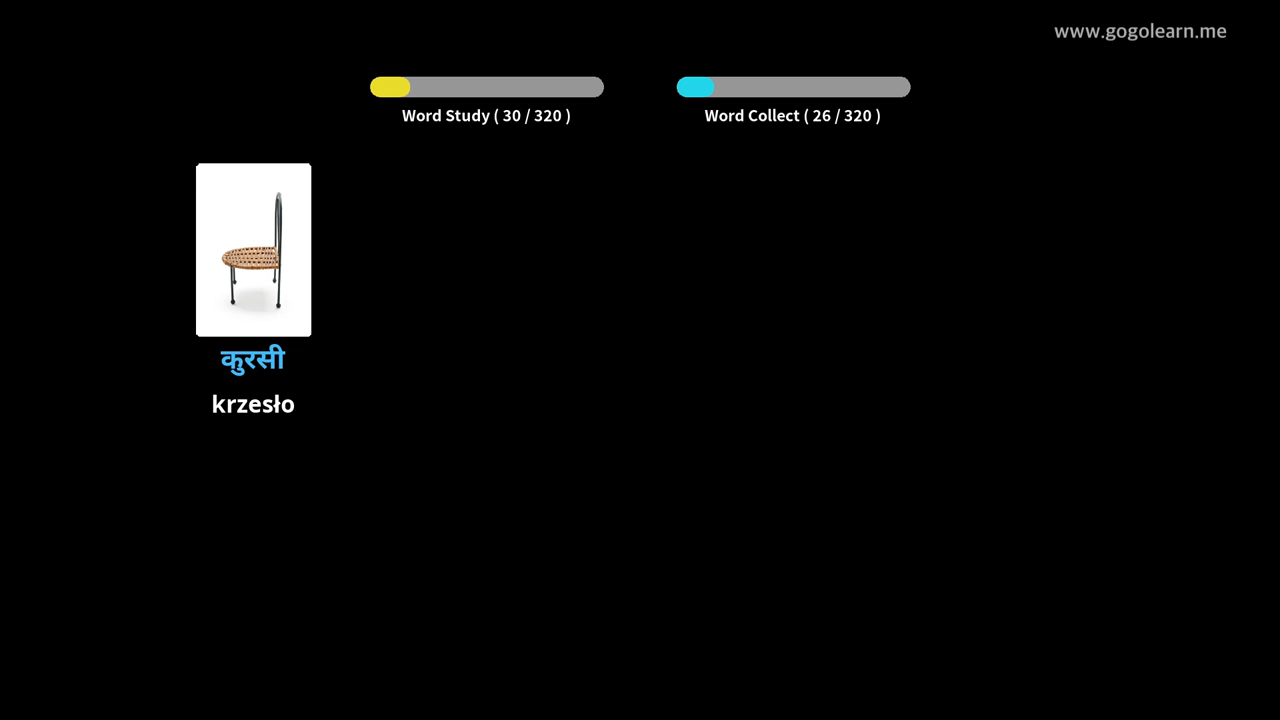 www.gogolearn.me
Word Study ( 30 / 320 )
Word Collect ( 26 / 320 )
कुरसी
krzesło